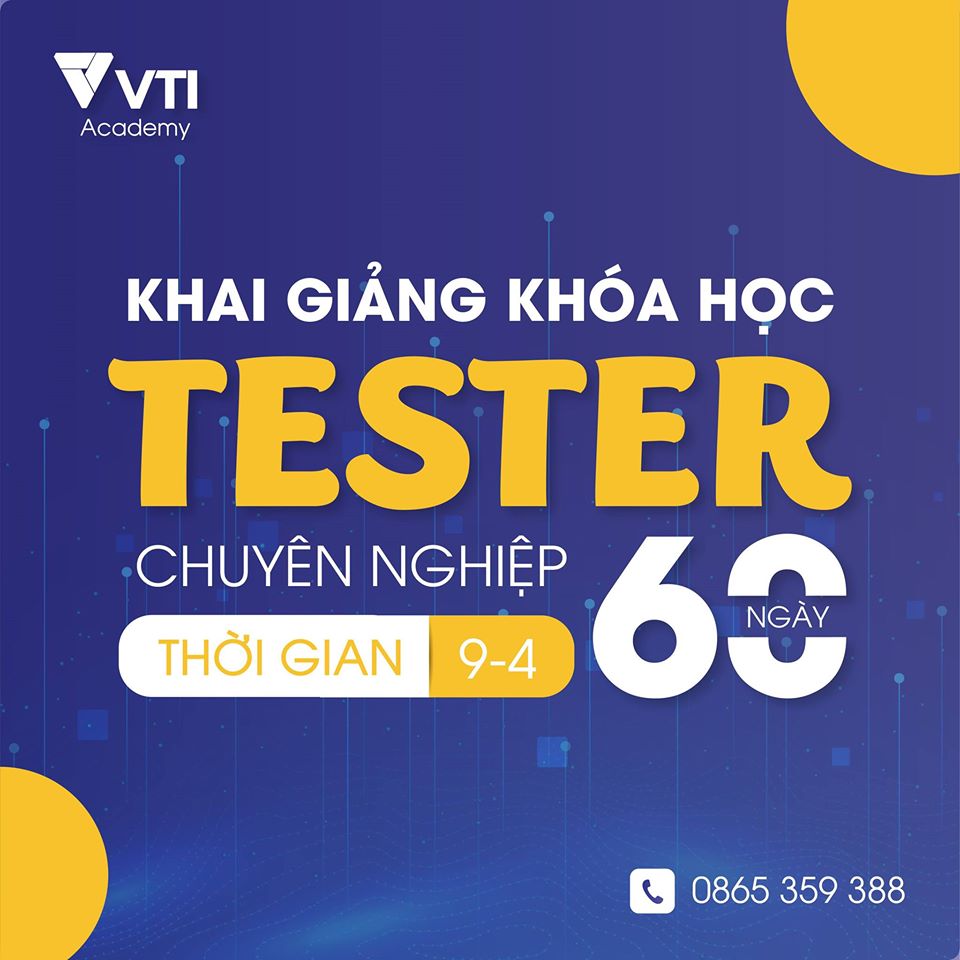 VTI
Academy
KHAI GIẢNG KHÓA HỌC
TESTER
CHUYÊN NGHIỆP
60
NGÀY
THỜI GIAN 9-4
0865 359 388